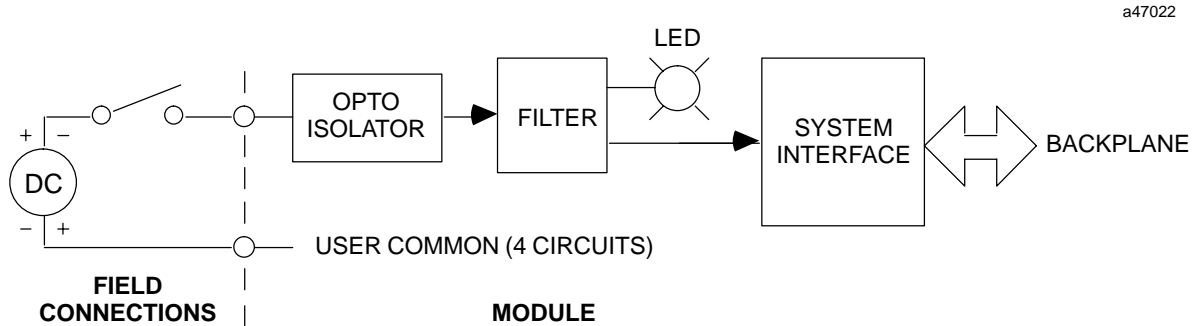 a47022
LED
OPTO
ISOLATOR
FILTER
SYSTEM
INTERFACE
BACKPLANE
+ −
DC
− +
USER COMMON (4 CIRCUITS)
FIELD
CONNECTIONS
MODULE